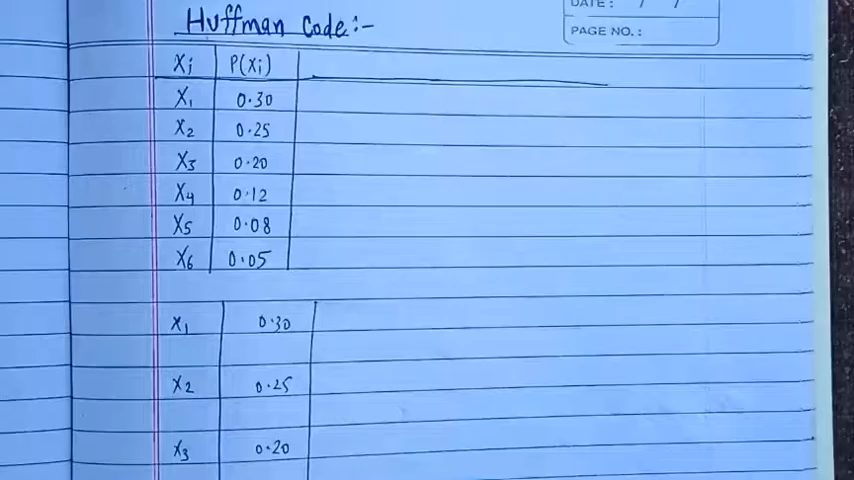 DATE: / /
Huffman Code:-
PAGE NO.:
Xi P(Xi)
X1 0.30
X2 0.25
X3 0.20
X4 0.12
X5 0.08
X6 0.05
X1 0.30
X2 0.25
X3 0.20